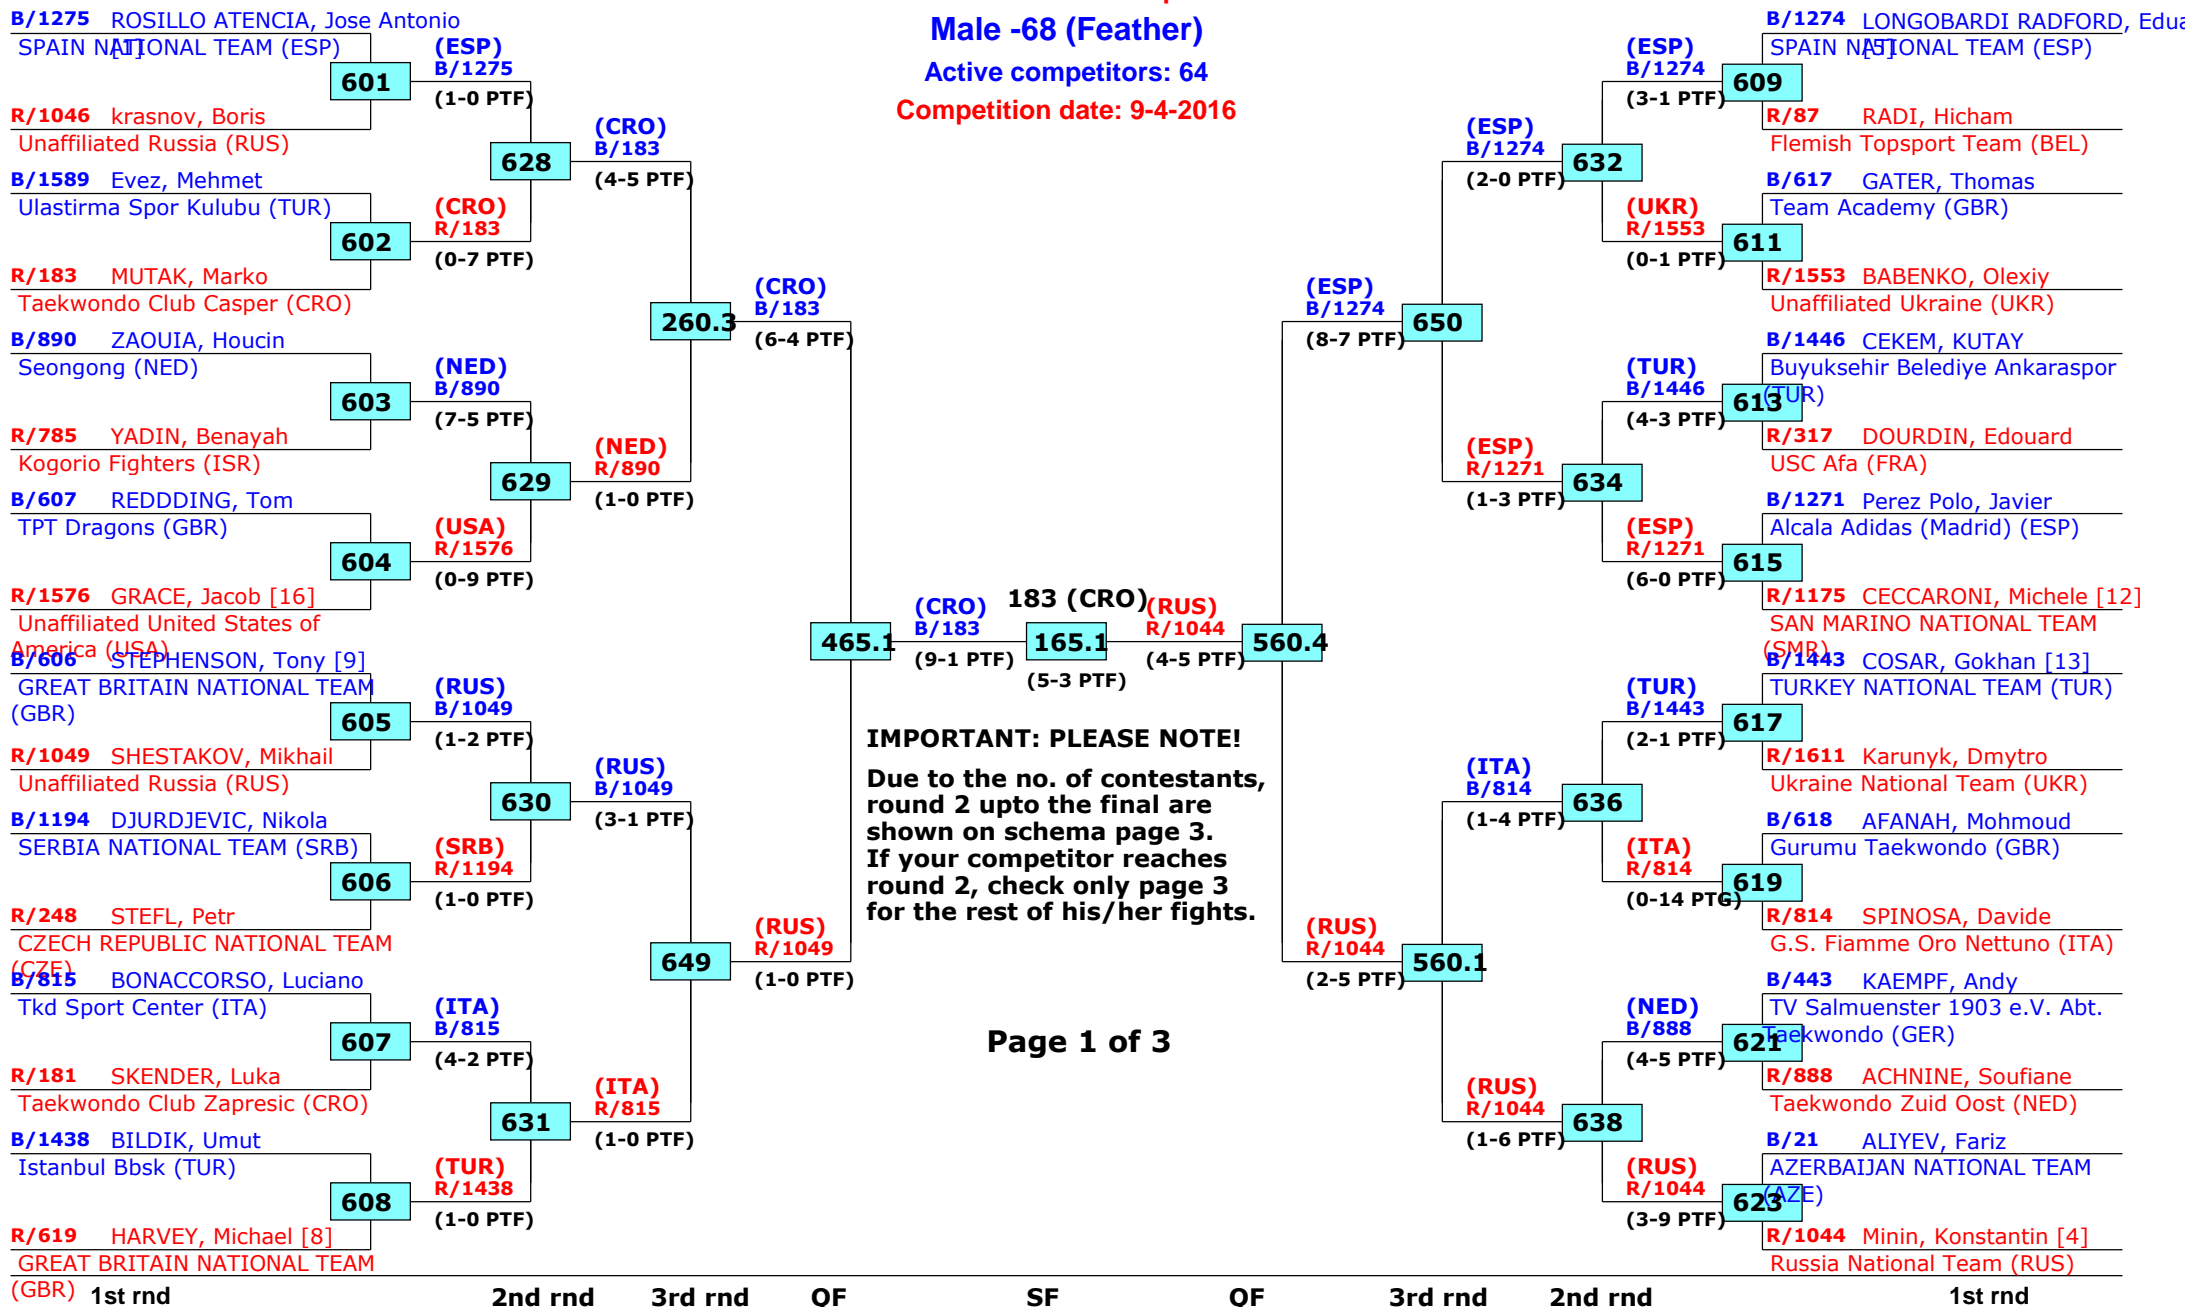 Male -68 (Feather)
Active competitors: 64
Competition date: 9-4-2016
B/1275 ROSILLO ATENCIA, Jose Antonio [1]
SPAIN NATIONAL TEAM (ESP)
601
R/1046 krasnov, Boris
Unaffiliated Russia (RUS)
B/1589 Evez, Mehmet
Ulastirma Spor Kulubu (TUR)
602
R/183 MUTAK, Marko
Taekwondo Club Casper (CRO)
B/890 ZAOUIA, Houcin
Seongong (NED)
603
R/785 YADIN, Benayah
Kogorio Fighters (ISR)
B/607 REDDDING, Tom
TPT Dragons (GBR)
604
R/1576 GRACE, Jacob [16]
Unaffiliated United States of
America (USA)
B/606 STEPHENSON, Tony [9]
GREAT BRITAIN NATIONAL TEAM
(GBR)
605
R/1049 SHESTAKOV, Mikhail
Unaffiliated Russia (RUS)
B/1194 DJURDJEVIC, Nikola
SERBIA NATIONAL TEAM (SRB)
606
R/248 STEFL, Petr
CZECH REPUBLIC NATIONAL TEAM
(CZE)
B/815 BONACCORSO, Luciano
Tkd Sport Center (ITA)
607
R/181 SKENDER, Luka
Taekwondo Club Zapresic (CRO)
B/1438 BILDIK, Umut
Istanbul Bbsk (TUR)
608
R/619 HARVEY, Michael [8]
GREAT BRITAIN NATIONAL TEAM
(GBR)
(ESP)
B/1275
(1-0 PTF)
628
(CRO)
R/183
(0-7 PTF)
(NED)
B/890
(7-5 PTF)
629
(USA)
R/1576
(0-9 PTF)
(RUS)
B/1049
(1-2 PTF)
630
(SRB)
R/1194
(1-0 PTF)
(ITA)
B/815
(4-2 PTF)
631
(TUR)
R/1438
(1-0 PTF)
(CRO)
B/183
(4-5 PTF)
260.3
(NED)
R/890
(1-0 PTF)
(RUS)
B/1049
(3-1 PTF)
649
(ITA)
R/815
(1-0 PTF)
(CRO)
B/183
(6-4 PTF)
465.1
(RUS)
R/1049
(1-0 PTF)
(CRO)
B/183
(9-1 PTF)
183 (CRO)
165.1
(5-3 PTF)
(RUS)
R/1044
(4-5 PTF)
560.4
IMPORTANT: PLEASE NOTE!
Due to the no. of contestants,
round 2 upto the final are
shown on schema page 3.
If your competitor reaches
round 2, check only page 3
for the rest of his/her fights.
Page 1 of 3
(ESP)
B/1274
(8-7 PTF)
650
(RUS)
R/1044
(2-5 PTF)
560.1
(ESP)
B/1274
(2-0 PTF)
632
(ESP)
R/1271
(1-3 PTF)
634
(ITA)
B/814
(1-4 PTF)
636
(RUS)
R/1044
(1-6 PTF)
638
(ESP)
B/1274
(3-1 PTF)
609
(UKR)
R/1553
(0-1 PTF)
611
(TUR)
B/1446
(4-3 PTF)
613
(ESP)
R/1271
(6-0 PTF)
615
(TUR)
B/1443
(2-1 PTF)
617
(ITA)
R/814
(0-14 PTG)
619
(NED)
B/888
(4-5 PTF)
621
(RUS)
R/1044
(3-9 PTF)
623
B/1274 LONGOBARDI RADFORD, Edua
[5]
SPAIN NATIONAL TEAM (ESP)
R/87 RADI, Hicham
Flemish Topsport Team (BEL)
B/617 GATER, Thomas
Team Academy (GBR)
R/1553 BABENKO, Olexiy
Unaffiliated Ukraine (UKR)
B/1446 CEKEM, KUTAY
Buyuksehir Belediye Ankaraspor
(TUR)
R/317 DOURDIN, Edouard
USC Afa (FRA)
B/1271 Perez Polo, Javier
Alcala Adidas (Madrid) (ESP)
R/1175 CECCARONI, Michele [12]
SAN MARINO NATIONAL TEAM
(SMR)
B/1443 COSAR, Gokhan [13]
TURKEY NATIONAL TEAM (TUR)
R/1611 Karunyk, Dmytro
Ukraine National Team (UKR)
B/618 AFANAH, Mohmoud
Gurumu Taekwondo (GBR)
R/814 SPINOSA, Davide
G.S. Fiamme Oro Nettuno (ITA)
B/443 KAEMPF, Andy
TV Salmuenster 1903 e.V. Abt.
Taekwondo (GER)
R/888 ACHNINE, Soufiane
Taekwondo Zuid Oost (NED)
B/21 ALIYEV, Fariz
AZERBAIJAN NATIONAL TEAM
(AZE)
R/1044 Minin, Konstantin [4]
Russia National Team (RUS)
1st rnd 2nd rnd 3rd rnd QF SF QF 3rd rnd 2nd rnd 1st rnd